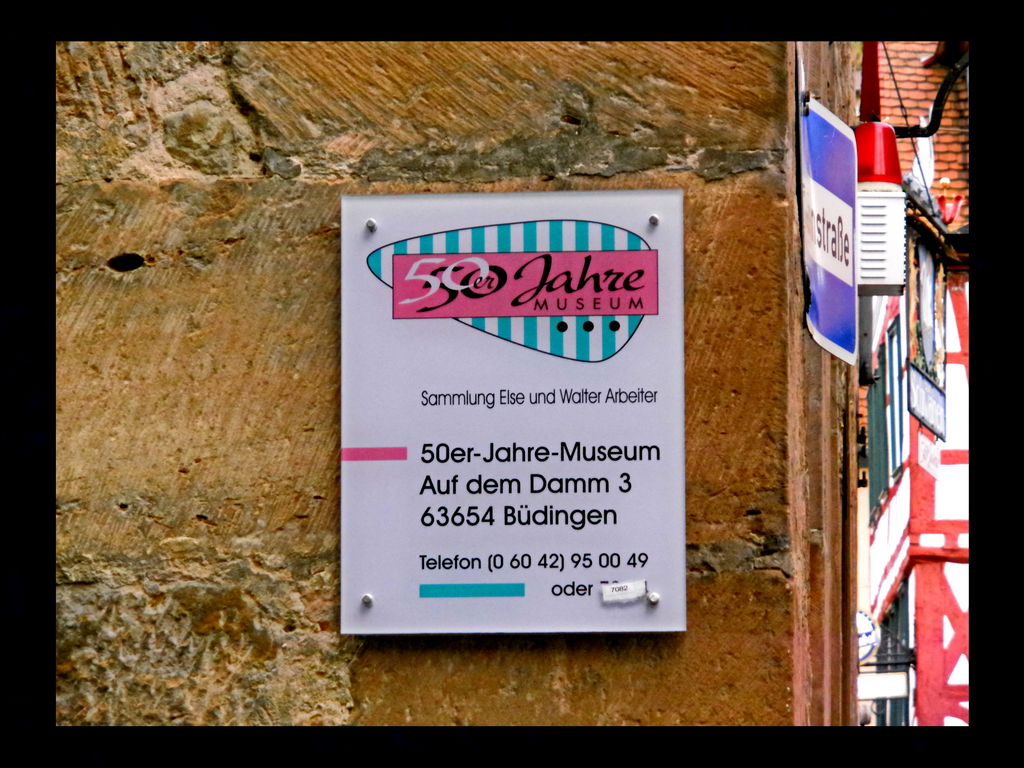 50er Jahre
MUSEUM
Sammlung Else und Walter Arbeiter
50er-Jahre-Museum
Auf dem Damm 3
63654 Büdingen
Telefon (0 60 42) 95 00 49
oder
7082
straße